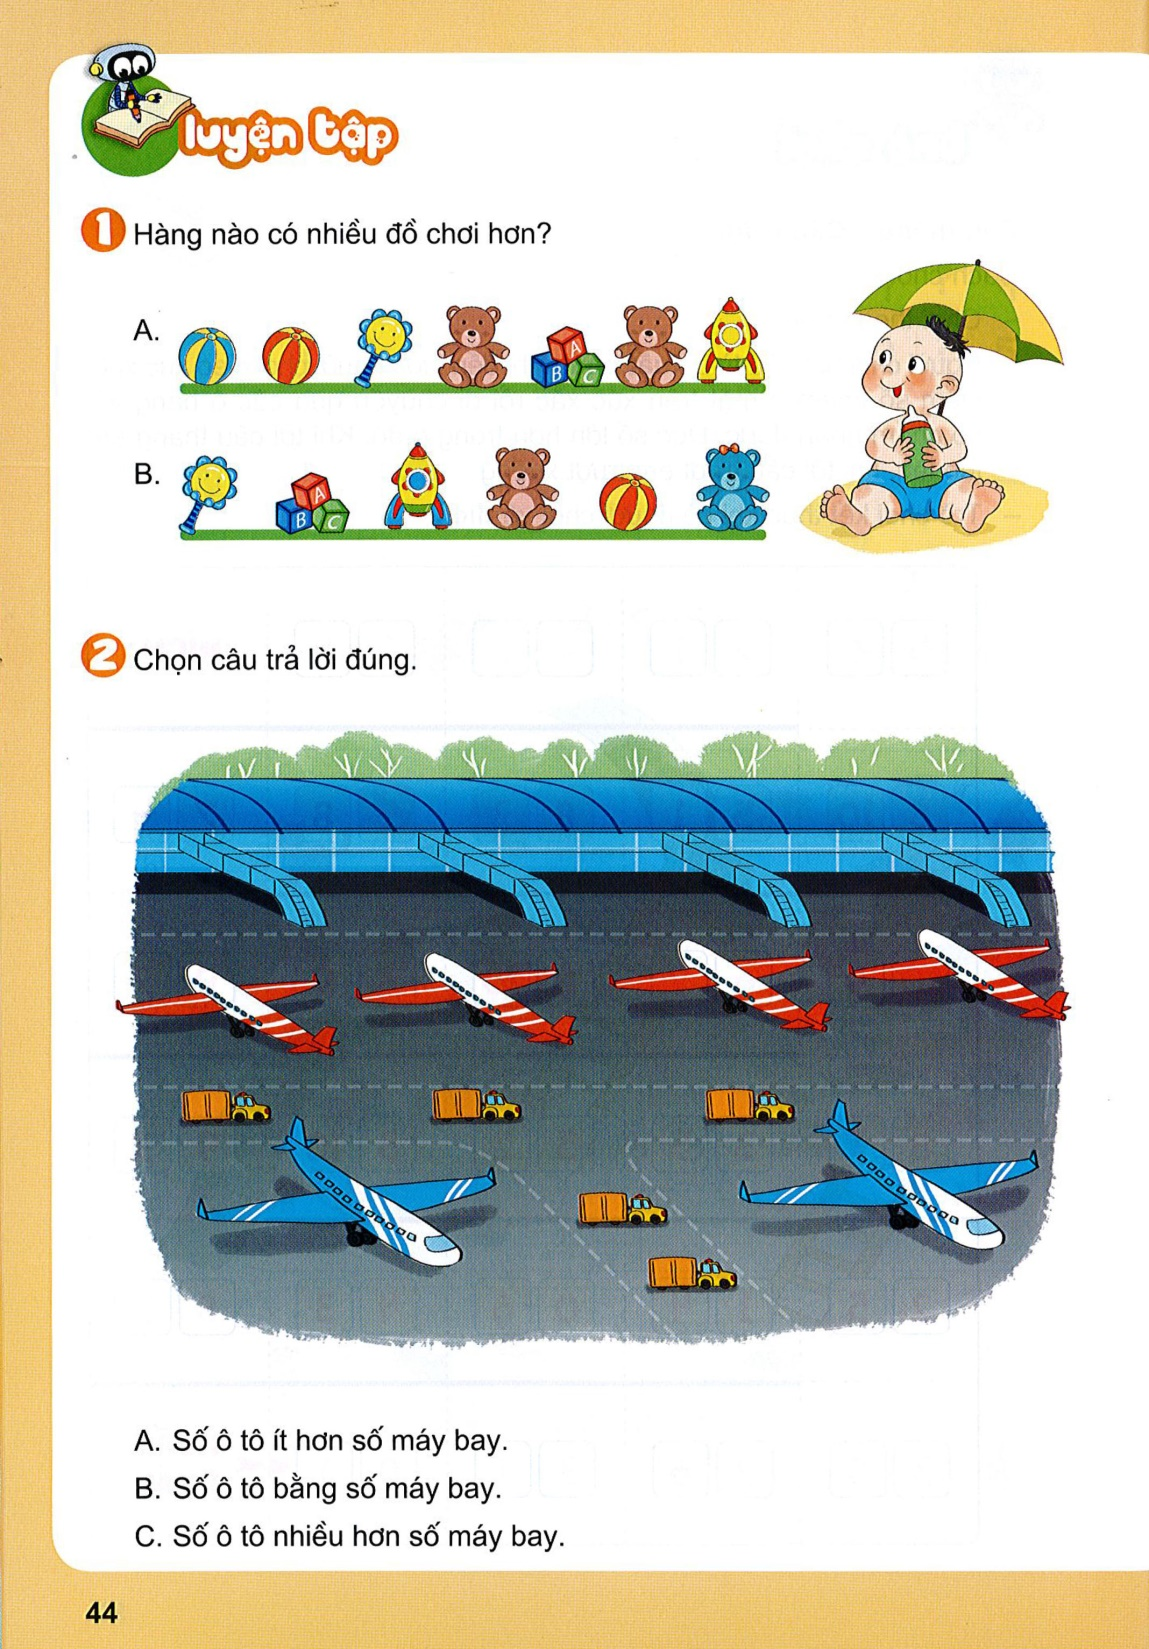 luyện tập
1 Hàng nào có nhiều đồ chơi hơn?
A.
A
B C
B.
A
B C
2 Chọn câu trả lời đúng.
A. Số ô tô ít hơn số máy bay.
B. Số ô tô bằng số máy bay.
C. Số ô tô nhiều hơn số máy bay.
44